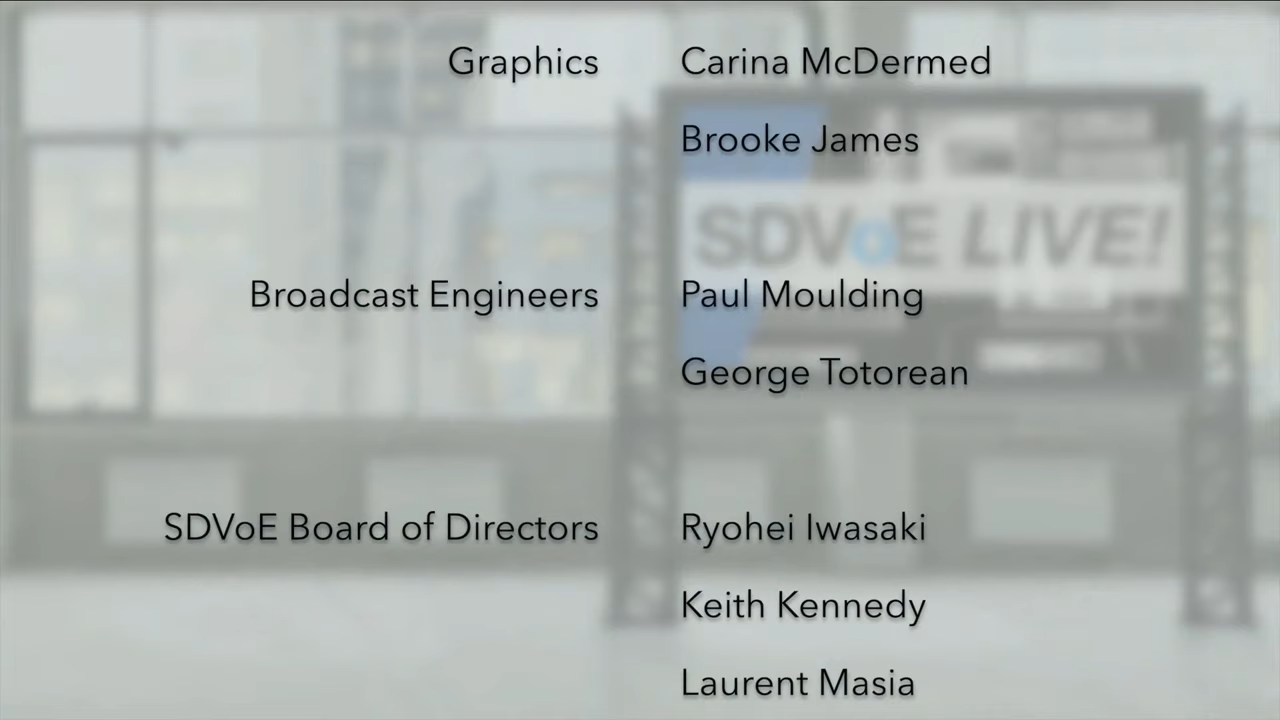 Graphics Carina McDermed
Brooke James
SDVoE LIVE!
Broadcast Engineers Paul Moulding
George Totorean
SDVoE Board of Directors Ryohei Iwasaki
Keith Kennedy
Laurent Masia